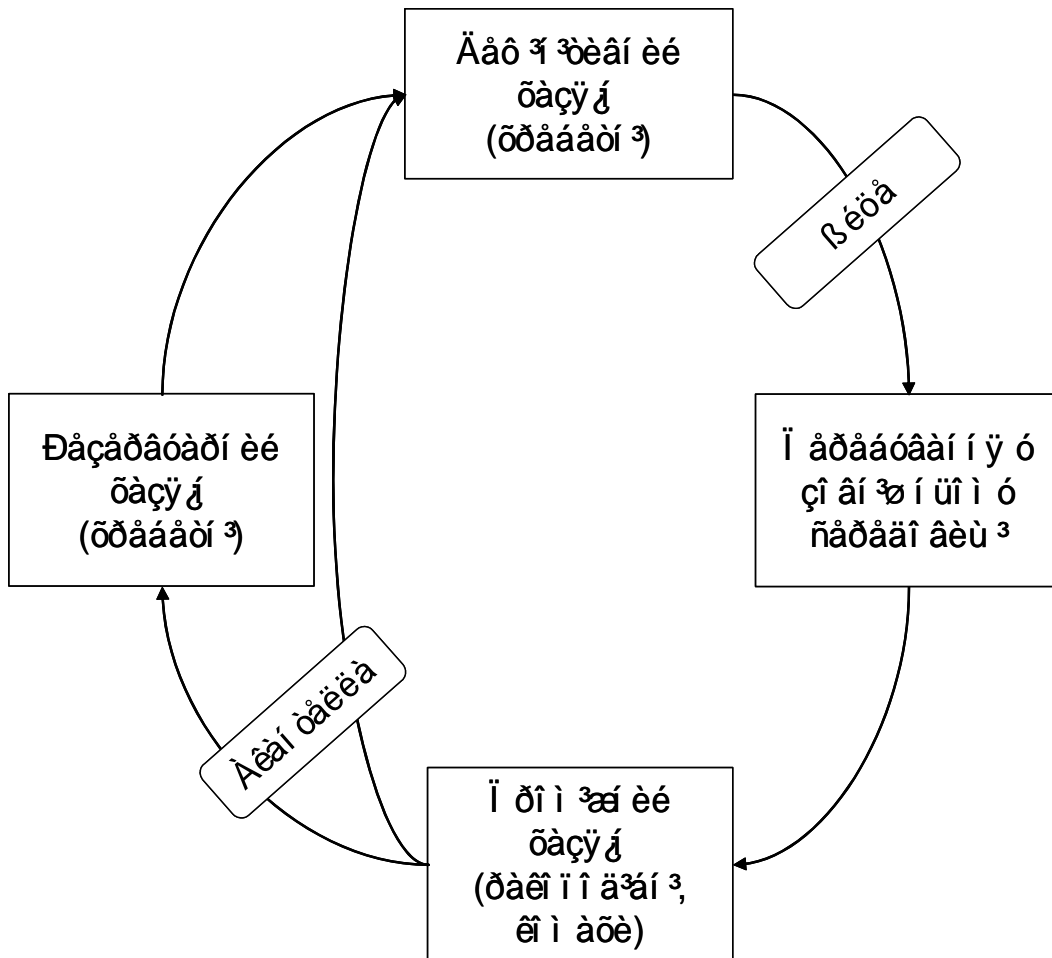 Äåô ³í ³òèâí èé
õàçÿ¿í
(õðåáåòí ³)
ßéöå
Ðåçåðâóàðí èé
õàçÿ¿í
(õðåáåòí ³)
Ï åðåáóâàí í ÿ ó
çî âí ³ø í üî ì ó
ñåðåäî âèù ³
Àêàí òåëëà
Ï ðî ì ³æí èé
õàçÿ¿í
(ðàêî ï î ä³áí ³,
êî ì àõè)